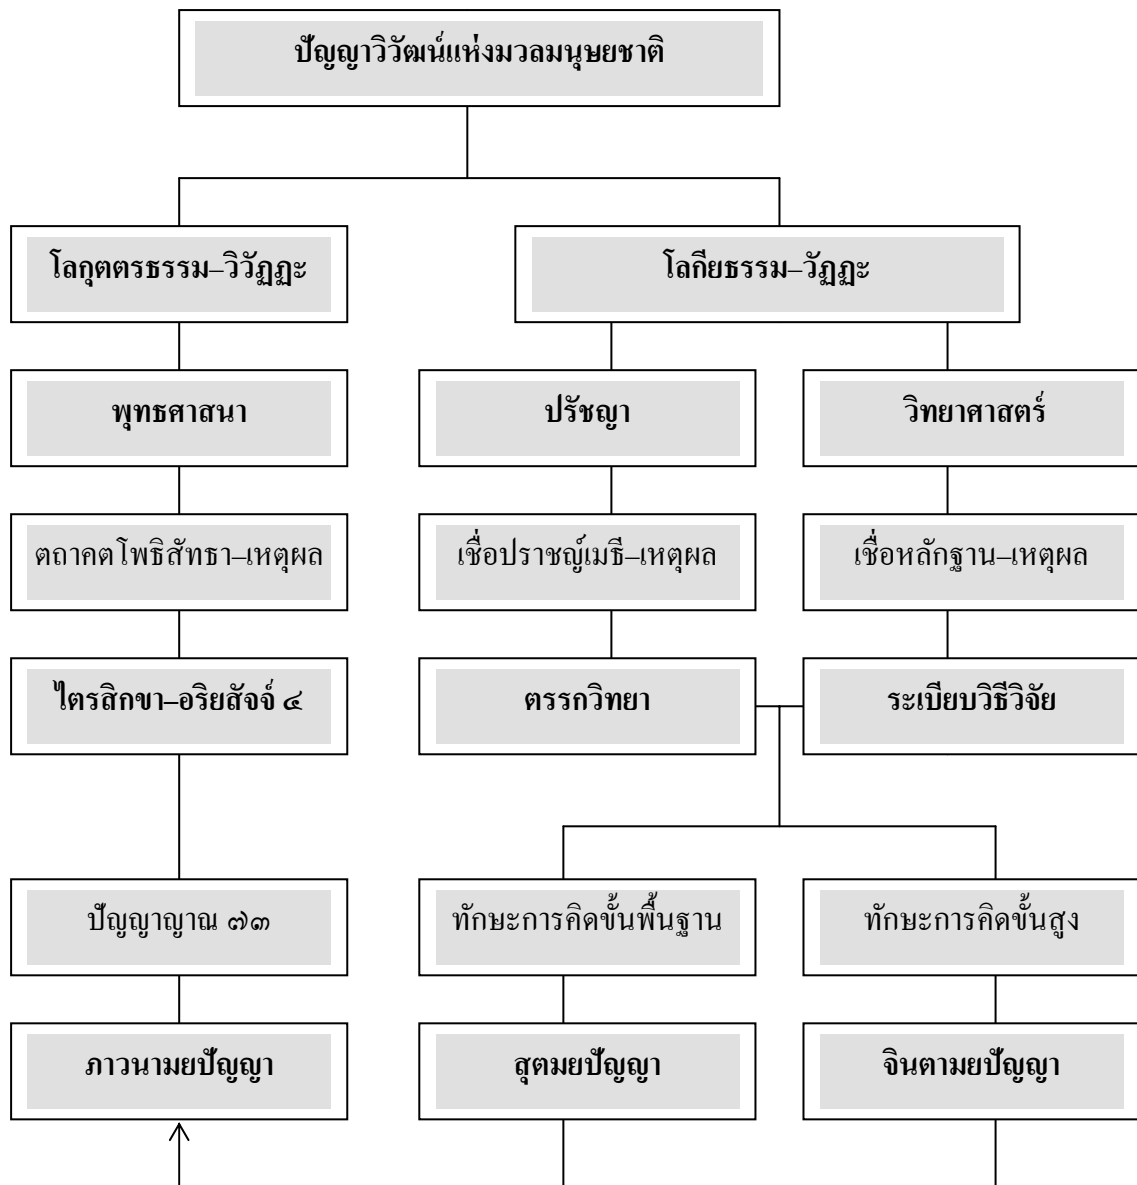 ปัญญาวิวัฒน์แห่งมวลมนุษยชาติ
โลกุตตรธรรม–วิวัฏฏะ
โลกียธรรม–วัฏฏะ
พุทธศาสนา
ปรัชญา
วิทยาศาสตร์
ตถาคตโพธิสัทธา–เหตุผล
เชื่อปราชญ์เมธี–เหตุผล
เชื่อหลักฐาน–เหตุผล
ไตรสิกขา–อริยสัจจ์ ๔
ตรรกวิทยา
ระเบียบวิธีวิจัย
ปัญญาญาณ ๗๓
ทักษะการคิดขั้นพื้นฐาน
ทักษะการคิดขั้นสูง
ภาวนามยปัญญา
สุตมยปัญญา
จินตามยปัญญา